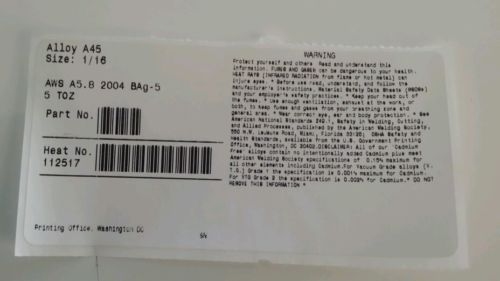 Alloy A45
Size: 1/16
AWS A5.8 2004 BAg-5
5 TOZ
Part No.
Heat No.
112517
Printing Office, Washington DC
WARNING
Protect yourself and others. Read and understand this
information. FUMES AND GASES can be dangerous to your health.
HEAT RAYS (INFRARED RADIATION from flame or hot metal) can
injure eyes. * Before use read, understand, and follow the
manufacturer's instructions, Material Safety Data Sheets (MSDSs)
and your employer's safety practices. * Keep your head out of
the fumes. * Use enough ventilation, exhaust at the work, or
both, to keep fumes and gases from your breathing zone and
general area. * Wear correct eye, ear and body protection. * See
American National Standards Z49.1, Safety in Welding, Cutting,
and Allied Processes, published by the American Welding Society,
550 N.W. LeJeune Road, Miami, Florida 33126; OSHA Safety and
Health Standards, available from U.S. Government Printing
Office, Washington, DC 20402.DISCLAIMER: All of our "Cadmium
Free" alloys contain no intentionally added Cadmium plus meet
American Welding Society specifications of 0.15% maximum for
all other elements including Cadmium.For Vacuum Grade alloys (V.
T.G.) Grade 1 the specification is 0.001% maximum for Cadmium.
For VTG Grade 2 the specification is 0.002% for Cadmium.* DO NOT
REMOVE THIS INFORMATION *